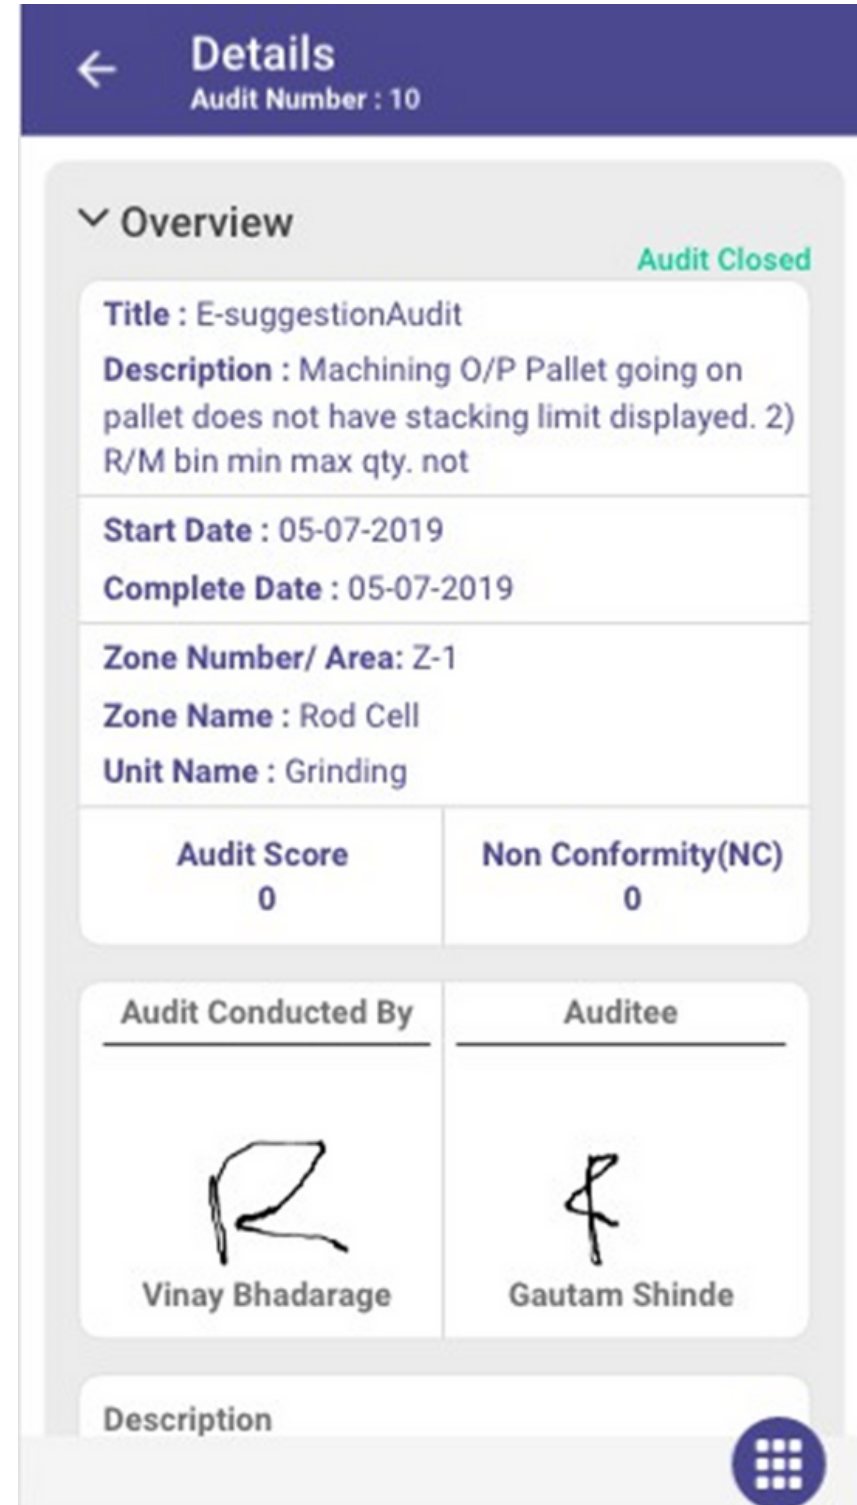 Details
Audit Number : 10
Overview
Audit Closed
Title : E-suggestionAudit
Description : Machining O/P Pallet going on
pallet does not have stacking limit displayed. 2)
R/M bin min max qty. not
Start Date : 05-07-2019
Complete Date : 05-07-2019
Zone Number/ Area: Z-1
Zone Name : Rod Cell
Unit Name : Grinding
Audit Score
0
Non Conformity(NC)
0
Audit Conducted By
Vinay Bhadarage
Auditee
Gautam Shinde
Description